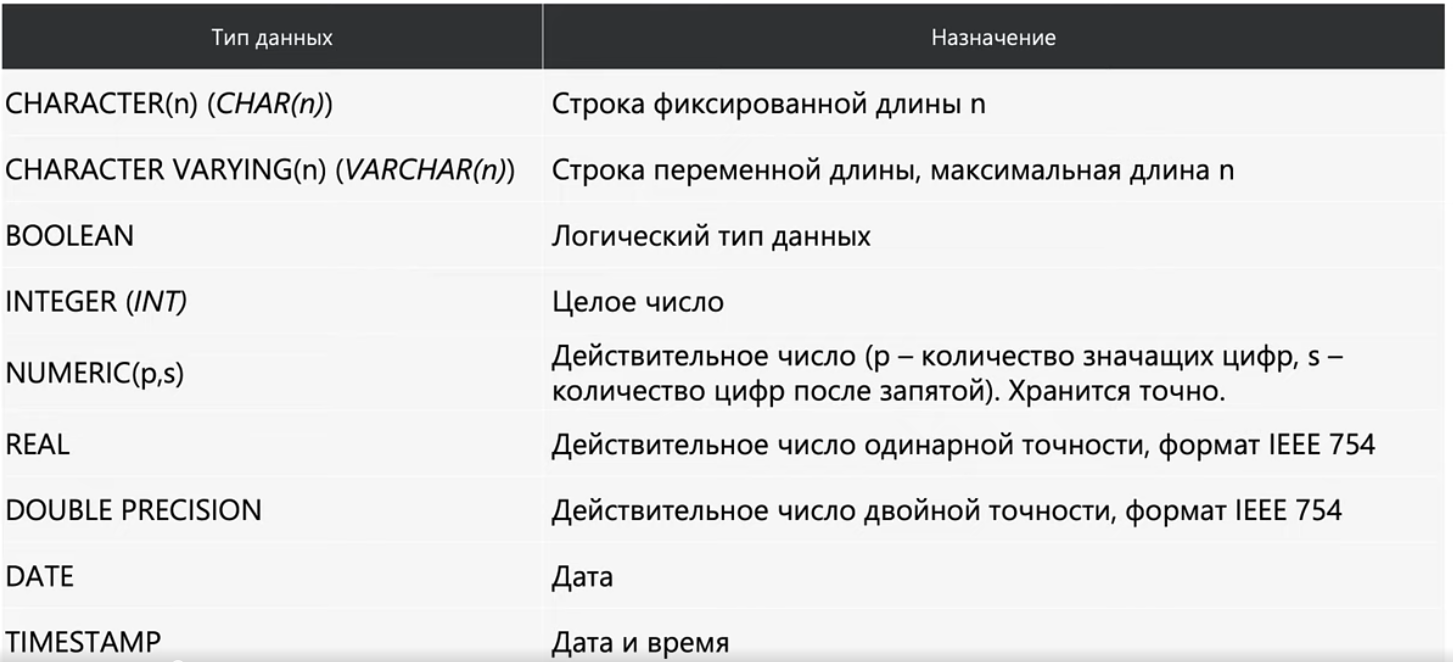 Тип данных Назначение
CHARACTER(n) (CHAR(n)) Строка фиксированной длины n
CHARACTER VARYING(n) (VARCHAR(n)) Строка переменной длины, максимальная длина n
BOOLEAN Логический тип данных
INTEGER (INT) Целое число
NUMERIC(p,s) Действительное число (p – количество значащих цифр, s –
количество цифр после запятой). Хранится точно.
REAL Действительное число одинарной точности, формат IEEE 754
DOUBLE PRECISION Действительное число двойной точности, формат IEEE 754
DATE Дата
TIMESTAMP Дата и время